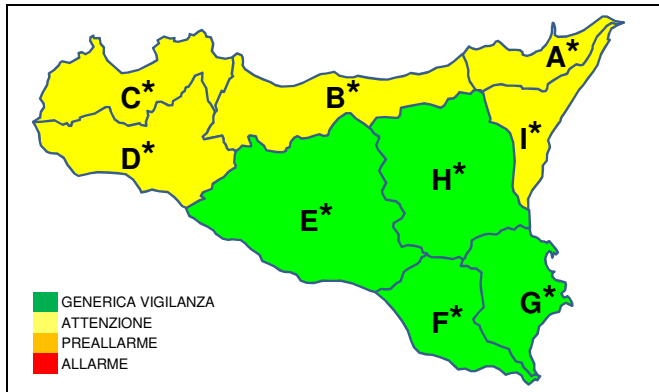 A*
C*
B*
I*
D*
H*
E*
G*
F*
GENERICA VIGILANZA
ATTENZIONE
PREALLARME
ALLARME